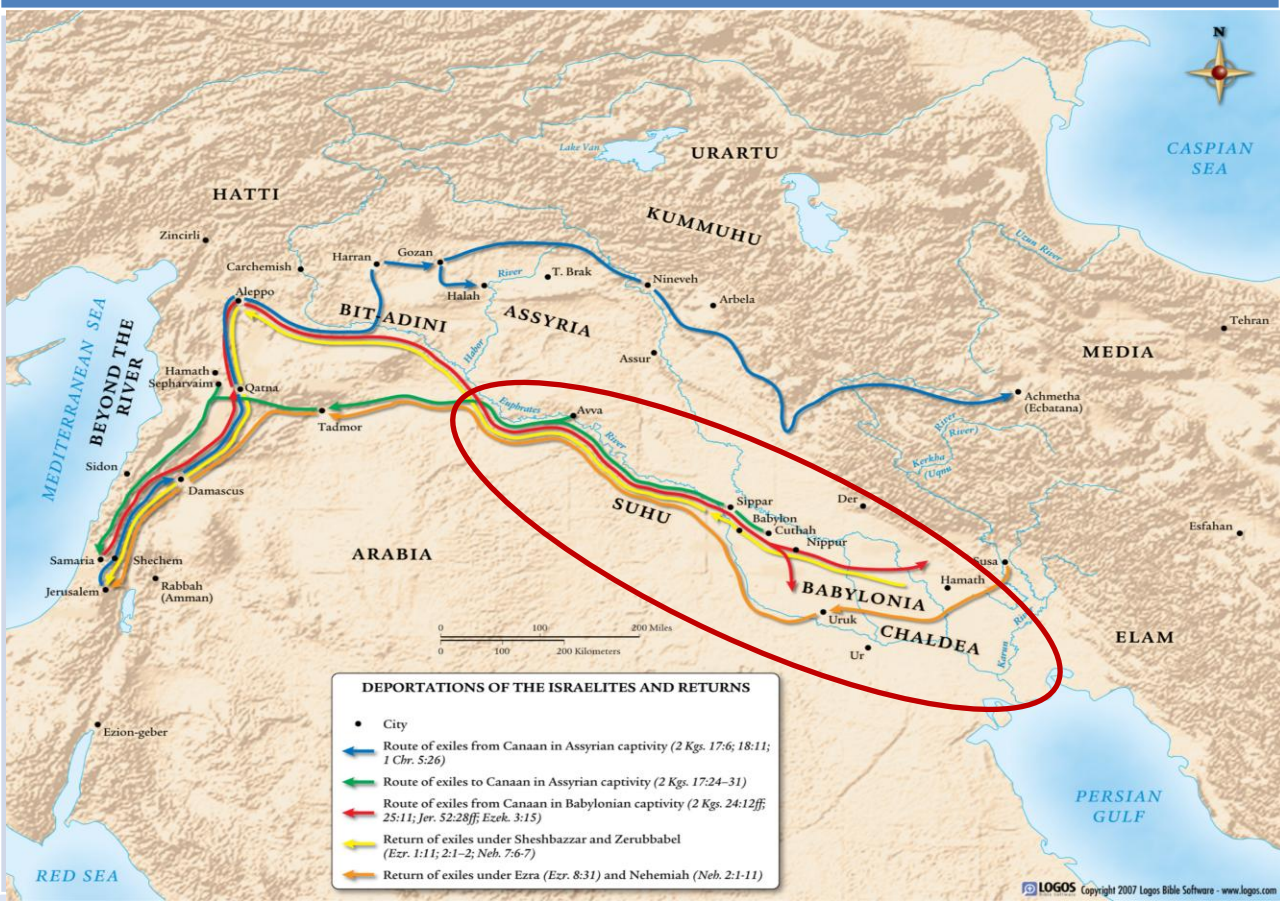 N
CASPIAN
SEA
Lake Van
URARTU
HATTI
KUMMUHU
Uzun River
Zincirli
Harran
Gozan
Carchemish
River
T. Brak
Nineveh
Halah
Aleppo
Arbela
BIT-ADINI
ASSYRIA
Tehran
MEDITERRANEAN SEA
BEYOND THE
RIVER
Habor
Assur
MEDIA
Hamath
Sepharvaim
Qatna
Achmetha
(Ecbatana)
Tadmor
Euphrates
River
Avva
River
River)
Kerkha
(Uqnu
Sidon
Damascus
SUHU
Sippar
Der
Babylon
Cuthah
Nippur
Esfahan
ARABIA
Samaria
Shechem
Susa
Jerusalem
Rabbah
(Amman)
Hamath
BABYLONIA
Uruk
CHALDEA
Ur
Karun
ELAM
0 100 200 Miles
0 100 200 Kilometers
DEPORTATIONS OF THE ISRAELITES AND RETURNS
City
Route of exiles from Canaan in Assyrian captivity (2 Kgs. 17:6; 18:11;
1 Chr. 5:26)
Route of exiles to Canaan in Assyrian captivity (2 Kgs. 17:24–31)
Route of exiles from Canaan in Babylonian captivity (2 Kgs. 24:12ff;
25:11; Jer. 52:28ff; Ezek. 3:15)
Return of exiles under Sheshbazzar and Zerubbabel
(Ezr. 1:11; 2:1–2; Neh. 7:6-7)
Return of exiles under Ezra (Ezr. 8:31) and Nehemiah (Neh. 2:1-11)
Ezion-geber
PERSIAN
GULF
RED SEA
LOGOS Copyright 2007 Logos Bible Software - www.logos.com